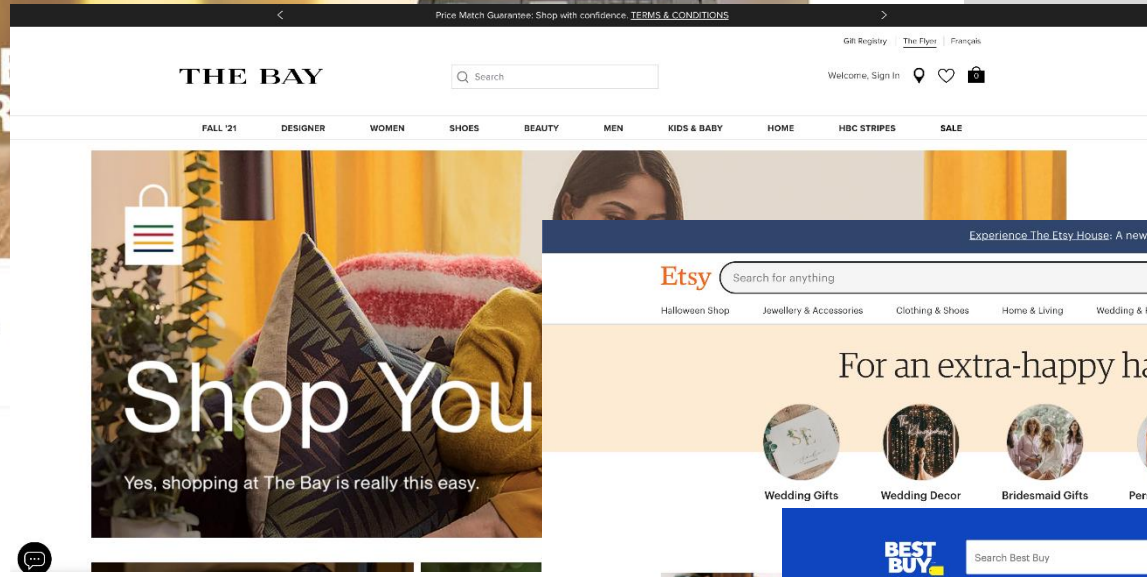 Price Match Guarantee: Shop with confidence. TERMS & CONDITIONS
Gift Registry The Flyer Français
THE BAY
Search
Welcome, Sign In
0
FALL '21 DESIGNER WOMEN SHOES BEAUTY MEN KIDS & BABY HOME HBC STRIPES SALE
Shop You
Yes, shopping at The Bay is really this easy.
Experience The Etsy House: A new
Etsy
Search for anything
Halloween Shop Jewellery & Accessories Clothing & Shoes Home & Living Wedding &
For an extra-happy ha
Wedding Gifts Wedding Decor Bridesmaid Gifts Per
BEST
BUY
Search Best Buy